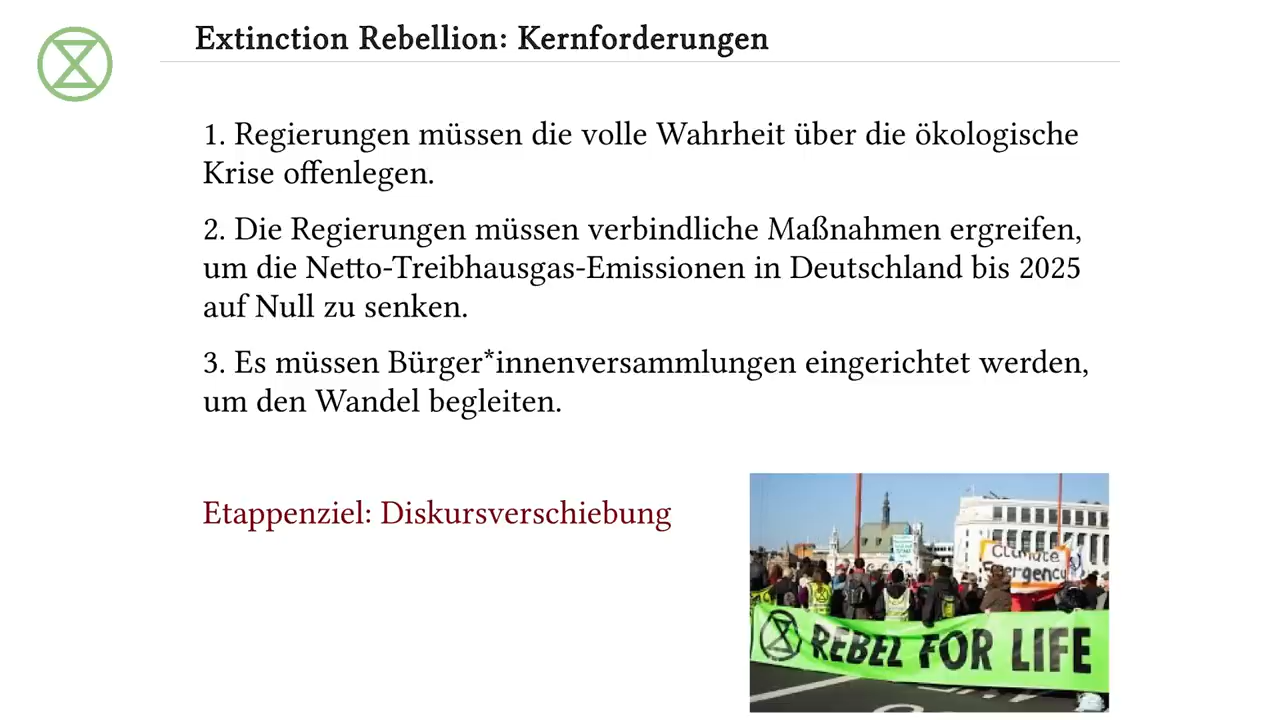 Extinction Rebellion: Kernforderungen
1. Regierungen müssen die volle Wahrheit über die ökologische
Krise offenlegen.
2. Die Regierungen müssen verbindliche Maßnahmen ergreifen,
um die Netto-Treibhausgas-Emissionen in Deutschland bis 2025
auf Null zu senken.
3. Es müssen Bürger*innenversammlungen eingerichtet werden,
um den Wandel begleiten.
Etappenziel: Diskursverschiebung
Climate
Emergency
REBEL FOR LIFE